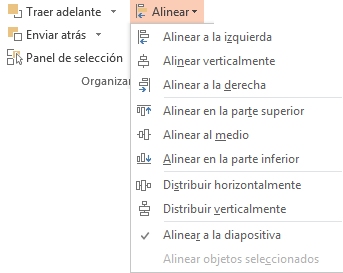 Traer adelante
Alinear
Enviar atrás
Panel de selección
Organizar
Alinear a la izquierda
Alinear verticalmente
Alinear a la derecha
Alinear en la parte superior
Alinear al medio
Alinear en la parte inferior
Distribuir horizontalmente
Distribuir verticalmente
Alinear a la diapositiva
Alinear objetos seleccionados